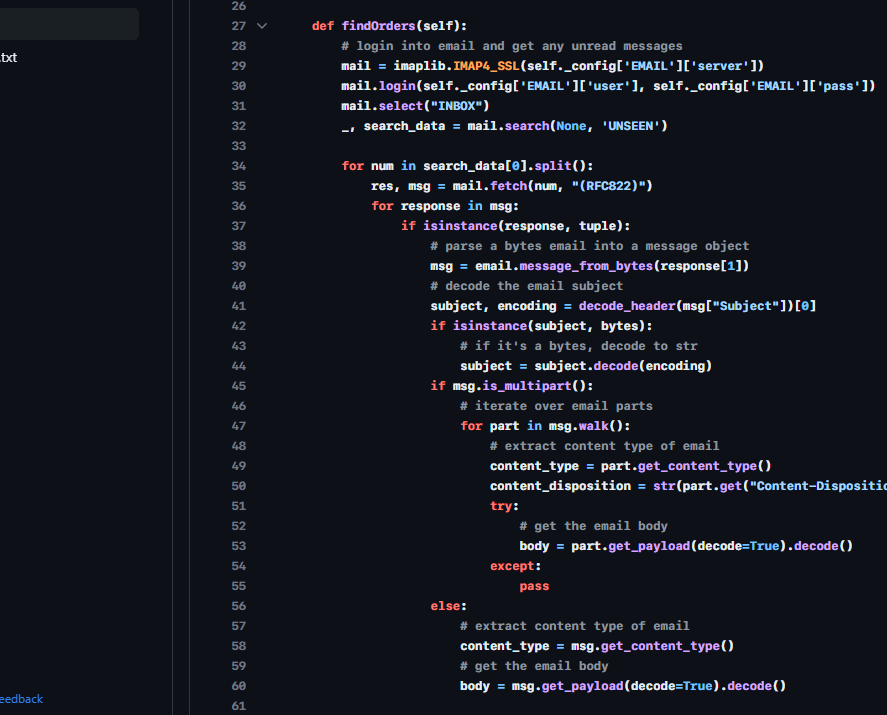 26
27 def findOrders(self):
.txt
28 # login into email and get any unread messages
29 mail = imaplib.IMAP4_SSL(self._config['EMAIL']['server'])
30 mail.login(self._config['EMAIL']['user'], self._config['EMAIL']['pass'])
31 mail.select("INBOX")
32 _, search_data = mail.search(None, 'UNSEEN')
33
34 for num in search_data[0].split():
35 res, msg = mail.fetch(num, "(RFC822)")
36 for response in msg:
37 if isinstance(response, tuple):
38 # parse a bytes email into a message object
39 msg = email.message_from_bytes(response[1])
40 # decode the email subject
41 subject, encoding = decode_header(msg["Subject"])[0]
42 if isinstance(subject, bytes):
43 # if it's a bytes, decode to str
44 subject = subject.decode(encoding)
45 if msg.is_multipart():
46 # iterate over email parts
47 for part in msg.walk():
48 # extract content type of email
49 content_type = part.get_content_type()
50 content_disposition = str(part.get("Content-Dispositio
51 try:
52 # get the email body
53 body = part.get_payload(decode=True).decode()
54 except:
55 pass
56 else:
57 # extract content type of email
58 content_type = msg.get_content_type()
59 # get the email body
60 body = msg.get_payload(decode=True).decode()
eedback
61